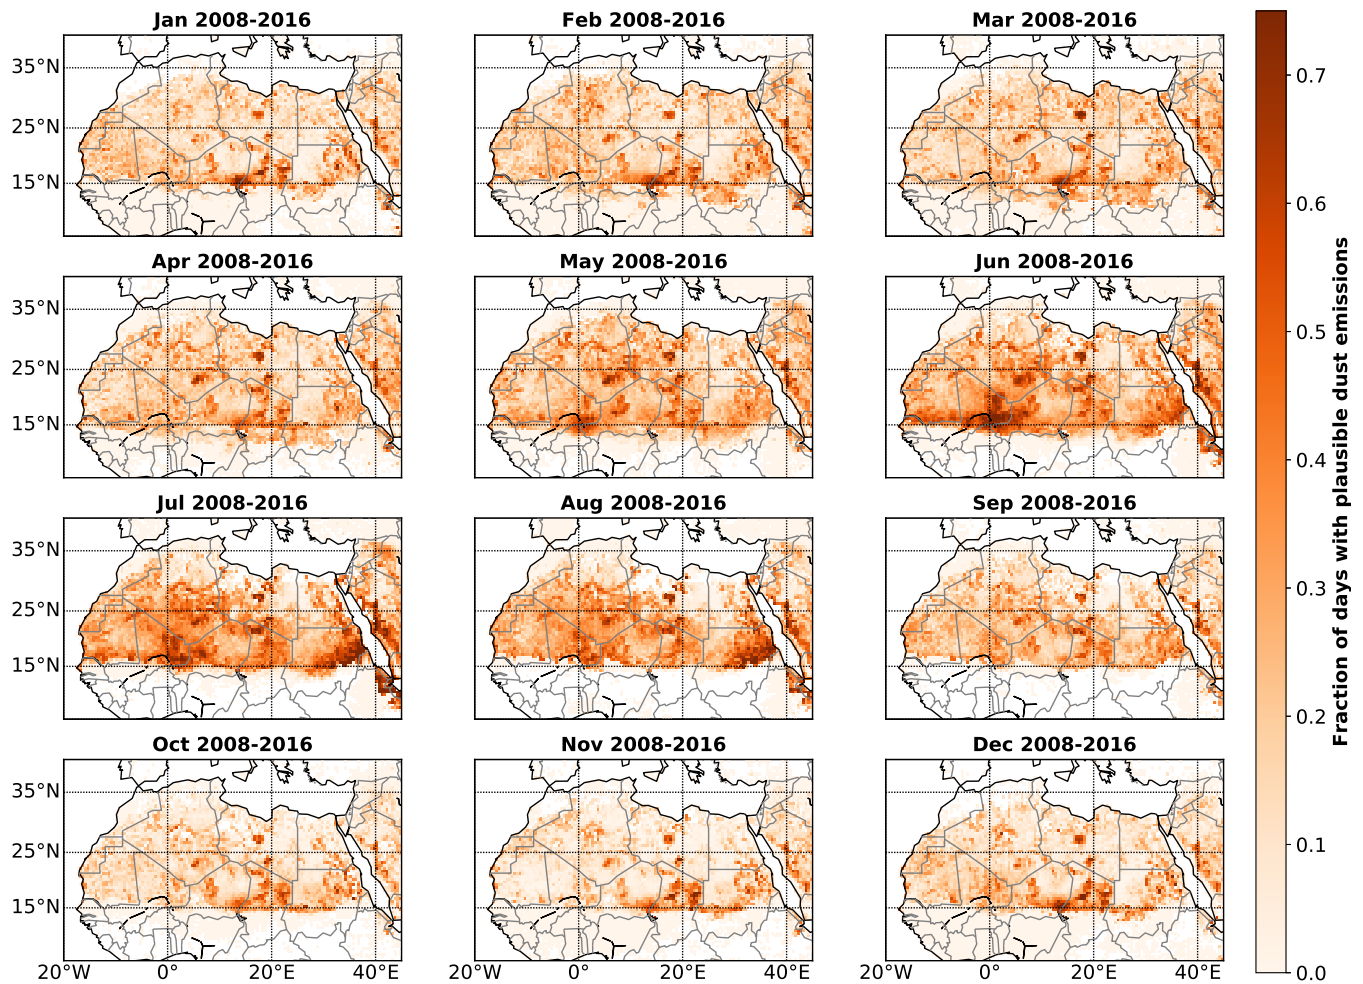 Jan 2008-2016
Feb 2008-2016
Mar 2008-2016
35°N
25°N
15°N
Apr 2008-2016
May 2008-2016
Jun 2008-2016
35°N
25°N
15°N
Jul 2008-2016
Aug 2008-2016
Sep 2008-2016
35°N
25°N
15°N
Oct 2008-2016
Nov 2008-2016
Dec 2008-2016
35°N
25°N
15°N
20°W 0° 20°E 40°E
20°W 0° 20°E 40°E
20°W 0° 20°E 40°E
0.7
0.6
0.5
0.4
0.3
0.2
0.1
0.0
Fraction of days with plausible dust emissions